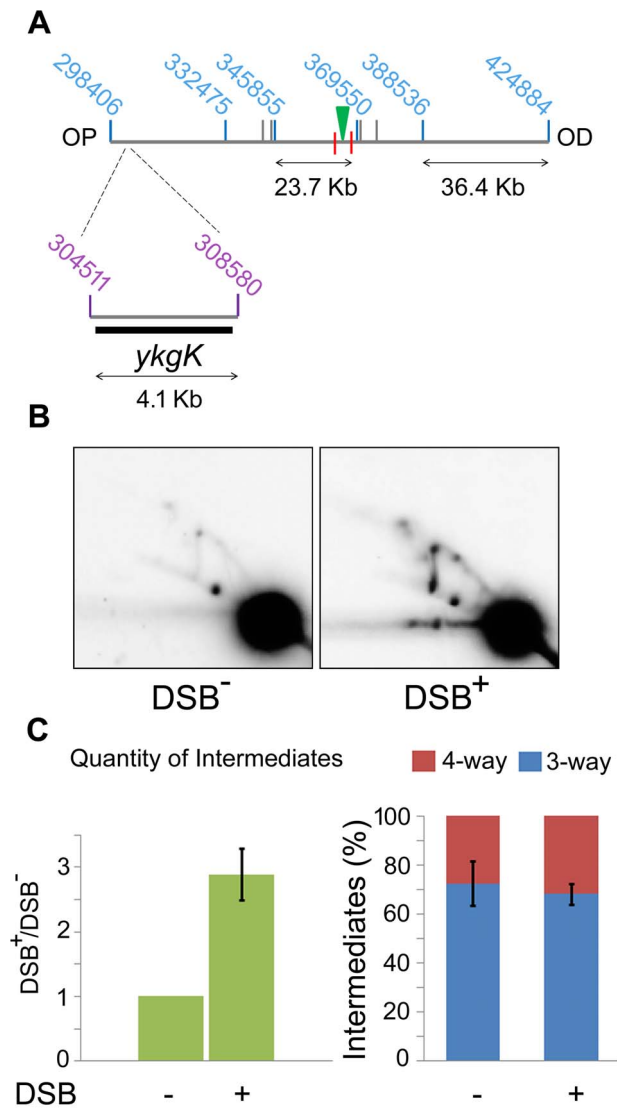 A
298406 332475 345855 369550 388536 424884
OP OD
23.7 Kb 36.4 Kb
304511 308580
ykgK
4.1 Kb
B
DSB- DSB+
C
Quantity of Intermediates
4-way 3-way
DSB+/DSB-
3
2
1
0
DSB - +
Intermediates (%)
100
80
60
40
20
0
- +